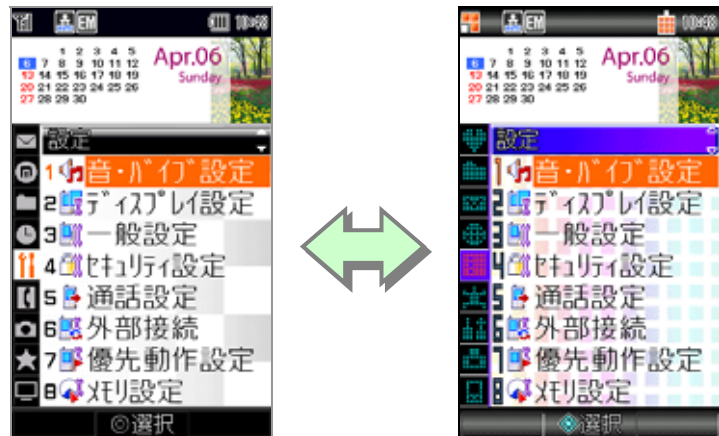 EM 10:48
Apr.06
Sunday
1 2 3 4 5
6 7 8 9 10 11 12
13 14 15 16 17 18 19
20 21 22 23 24 25 26
27 28 29 30
設定
1 音・バイブ設定
2 ディスプレイ設定
3 一般設定
4 セキュリティ設定
5 通話設定
6 外部接続
7 優先動作設定
8 メモリ設定
選択
EM 10:48
Apr.06
Sunday
1 2 3 4 5
6 7 8 9 10 11 12
13 14 15 16 17 18 19
20 21 22 23 24 25 26
27 28 29 30
設定
1 音・バイブ設定
2 ディスプレイ設定
3 一般設定
4 セキュリティ設定
5 通話設定
6 外部接続
7 優先動作設定
8 メモリ設定
選択